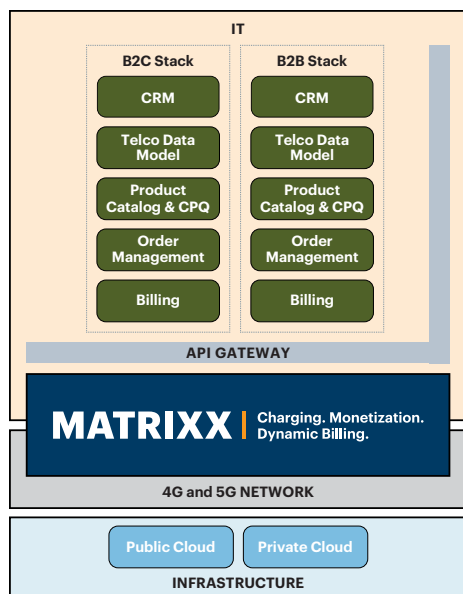 IT
B2C Stack
CRM
Telco Data
Model
Product
Catalog & CPQ
Order
Management
Billing
B2B Stack
CRM
Telco Data
Model
Product
Catalog & CPQ
Order
Management
Billing
API GATEWAY
MATRIXX
Charging. Monetization.
Dynamic Billing.
4G and 5G NETWORK
Public Cloud
Private Cloud
INFRASTRUCTURE